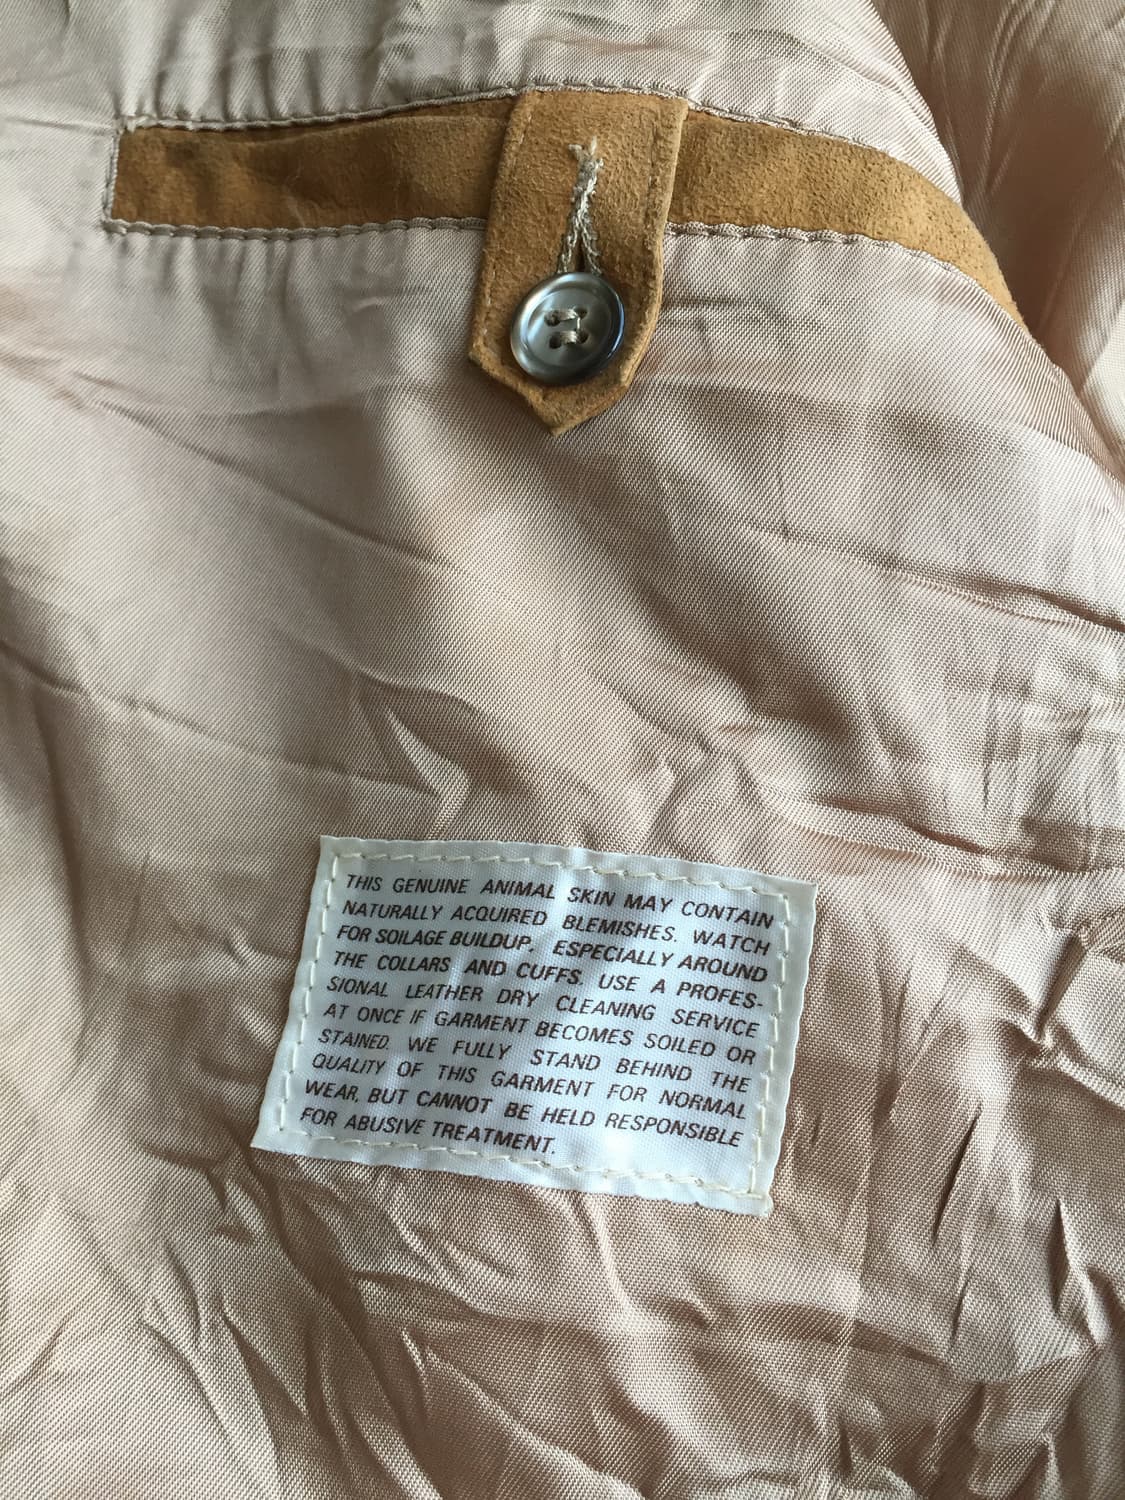 THIS GENUINE ANIMAL SKIN MAY CONTAIN
NATURALLY ACQUIRED BLEMISHES. WATCH
FOR SOILAGE BUILDUP, ESPECIALLY AROUND
THE COLLARS AND CUFFS. USE A PROFES-
SIONAL LEATHER DRY CLEANING SERVICE
AT ONCE IF GARMENT BECOMES SOILED OR
STAINED. WE FULLY STAND BEHIND THE
QUALITY OF THIS GARMENT FOR NORMAL
WEAR, BUT CANNOT BE HELD RESPONSIBLE
FOR ABUSIVE TREATMENT.